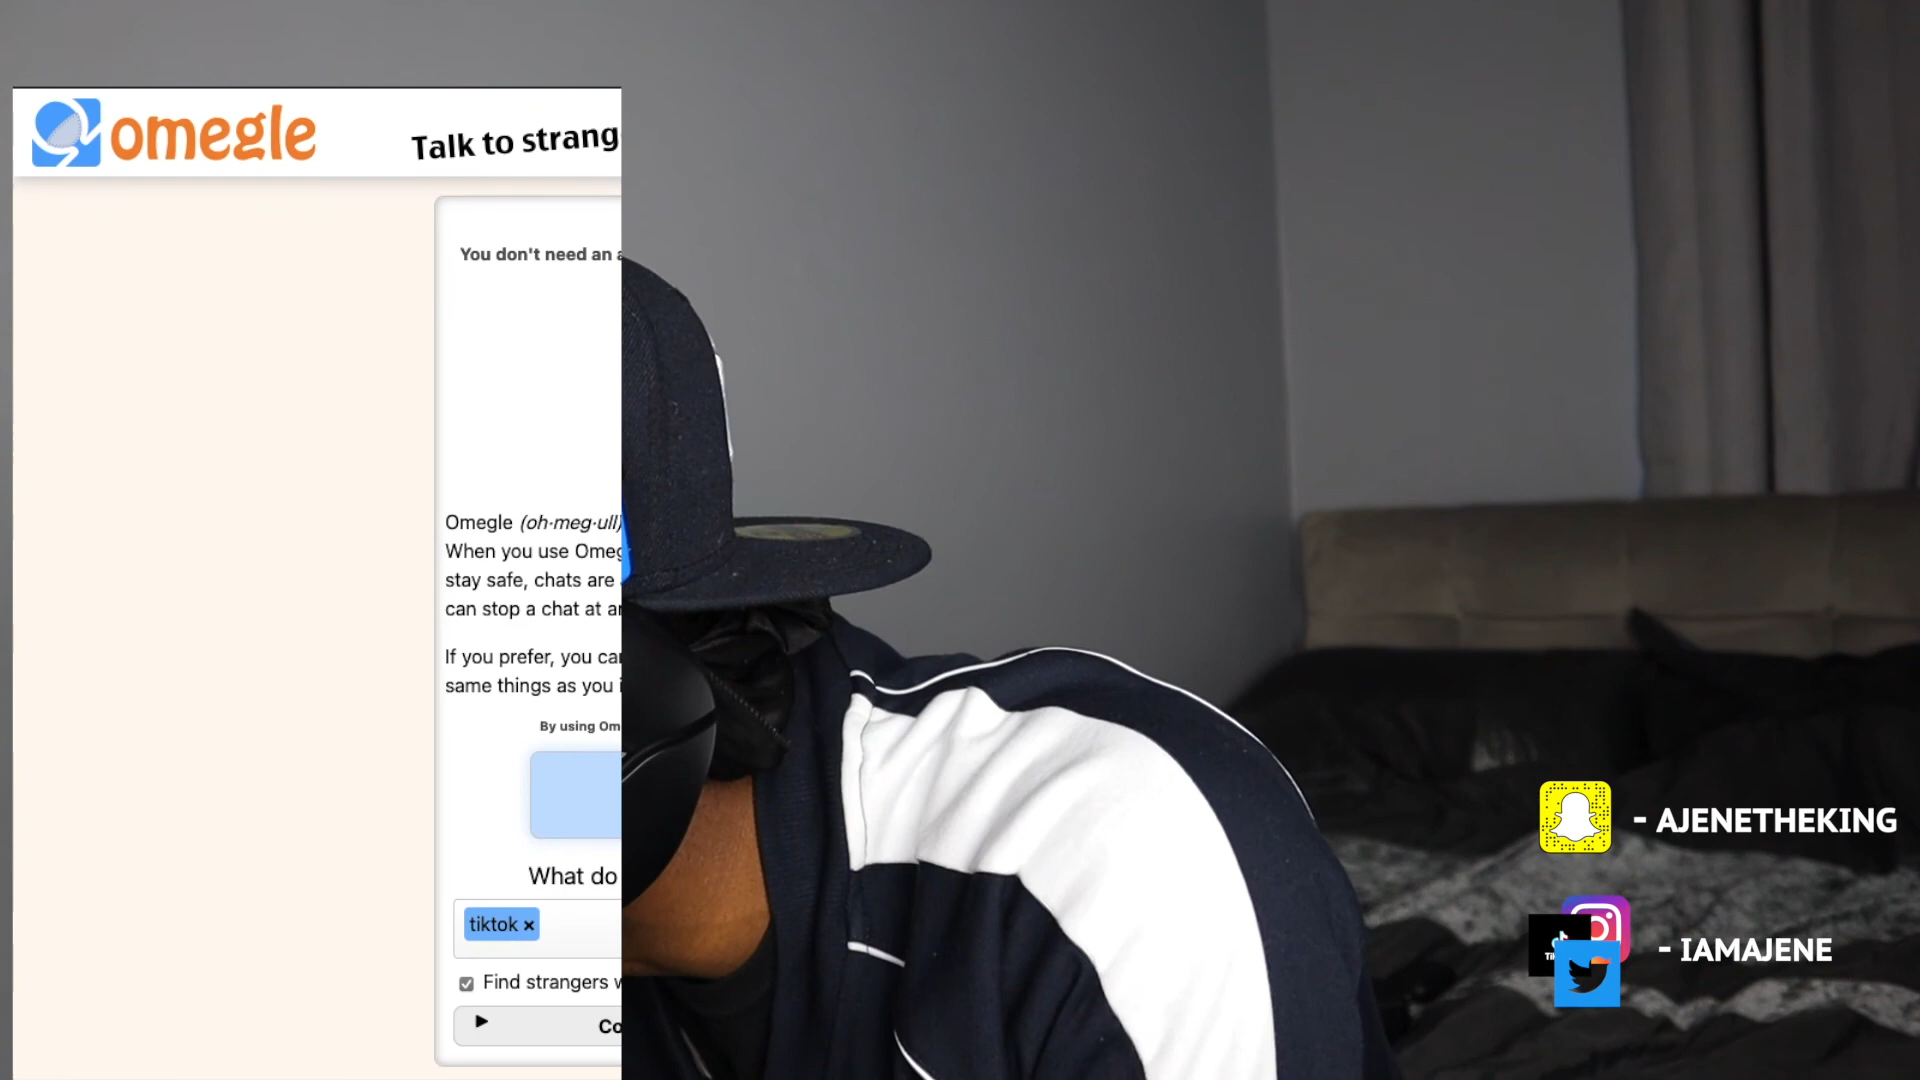 omegle
Talk to strang
You don't need an a
Omegle (oh·meg·ull)
When you use Omeg
stay safe, chats are
can stop a chat at an
If you prefer, you can
same things as you i
By using Om
What do
tiktok ×
Find strangers w
Co
- AJENETHEKING
- IAMAJENE